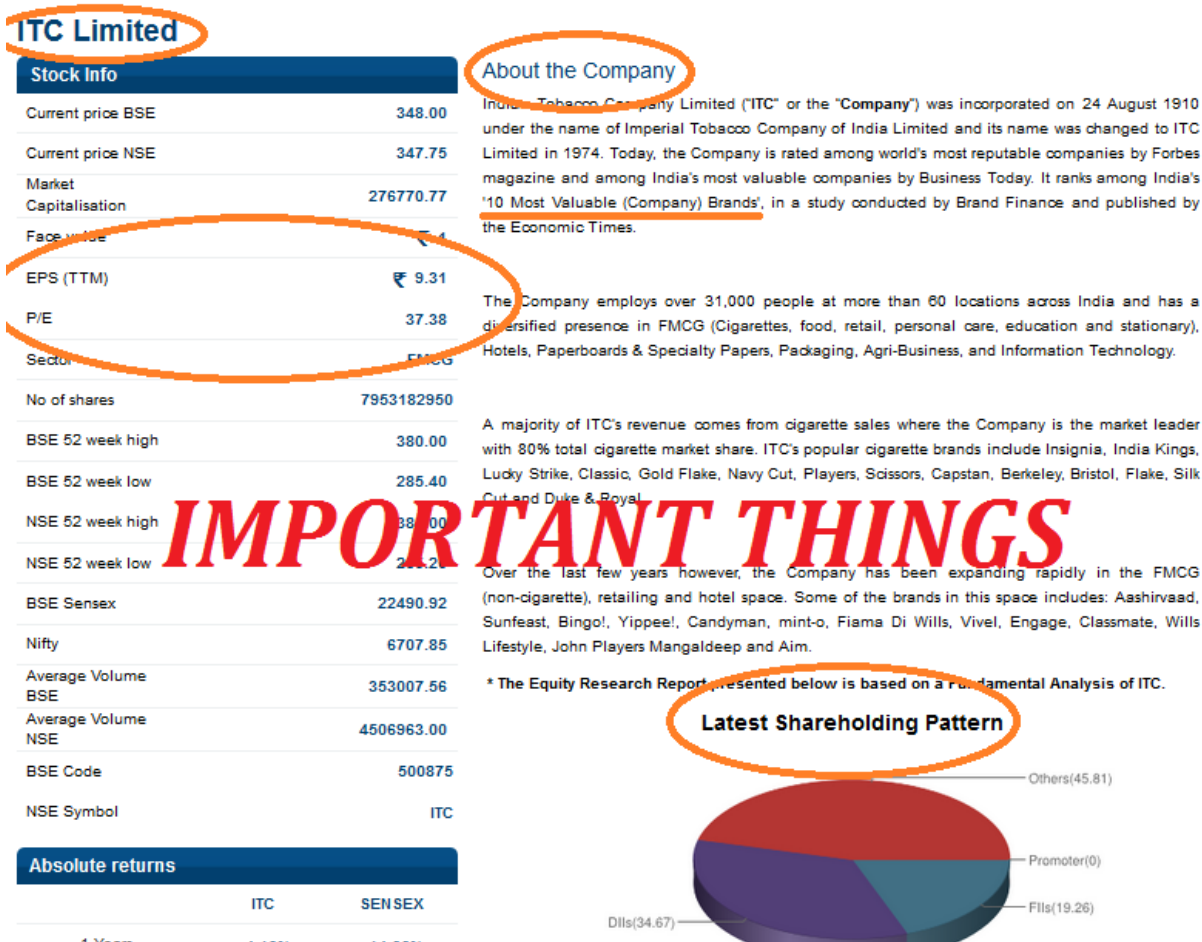 ITC Limited
Stock Info
Current price BSE 348.00
Current price NSE 347.75
Market
Capitalisation 276770.77
Face value ₹
EPS (TTM) ₹ 9.31
P/E 37.38
Sector FMCG
No of shares 7953182950
BSE 52 week high 380.00
BSE 52 week low 285.40
NSE 52 week high
NSE 52 week low
BSE Sensex 22490.92
Nifty 6707.85
Average Volume
BSE 353007.56
Average Volume
NSE 4506963.00
BSE Code 500875
NSE Symbol ITC
Absolute returns
ITC SENSEX
About the Company
Tobacco Company Limited ("ITC" or the "Company") was incorporated on 24 August 1910
under the name of Imperial Tobacco Company of India Limited and its name was changed to ITC
Limited in 1974. Today, the Company is rated among world's most reputable companies by Forbes
magazine and among India's most valuable companies by Business Today. It ranks among India's
'10 Most Valuable (Company) Brands', in a study conducted by Brand Finance and published by
the Economic Times.
The Company employs over 31,000 people at more than 60 locations across India and has a
diversified presence in FMCG (Cigarettes, food, retail, personal care, education and stationary),
Hotels, Paperboards & Specialty Papers, Packaging, Agri-Business, and Information Technology.
A majority of ITC's revenue comes from cigarette sales where the Company is the market leader
with 80% total cigarette market share. ITC's popular cigarette brands include Insignia, India Kings,
Lucky Strike, Classic, Gold Flake, Navy Cut, Players, Scissors, Capstan, Berkeley, Bristol, Flake, Silk
Cut and Duke & Royal
IMPORTANT THINGS
Over the last few years however, the Company has been expanding rapidly in the FMCG
(non-cigarette), retailing and hotel space. Some of the brands in this space includes: Aashirvaad,
Sunfeast, Bingo!, Yippee!, Candyman, mint-o, Fiama Di Wills, Vivel, Engage, Classmate, Wills
Lifestyle, John Players Mangaldeep and Aim.
* The Equity Research Report presented below is based on a Fundamental Analysis of ITC.
Latest Shareholding Pattern
Others(45.81)
Promoter(0)
FIIs(19.26)
DIIs(34.67)